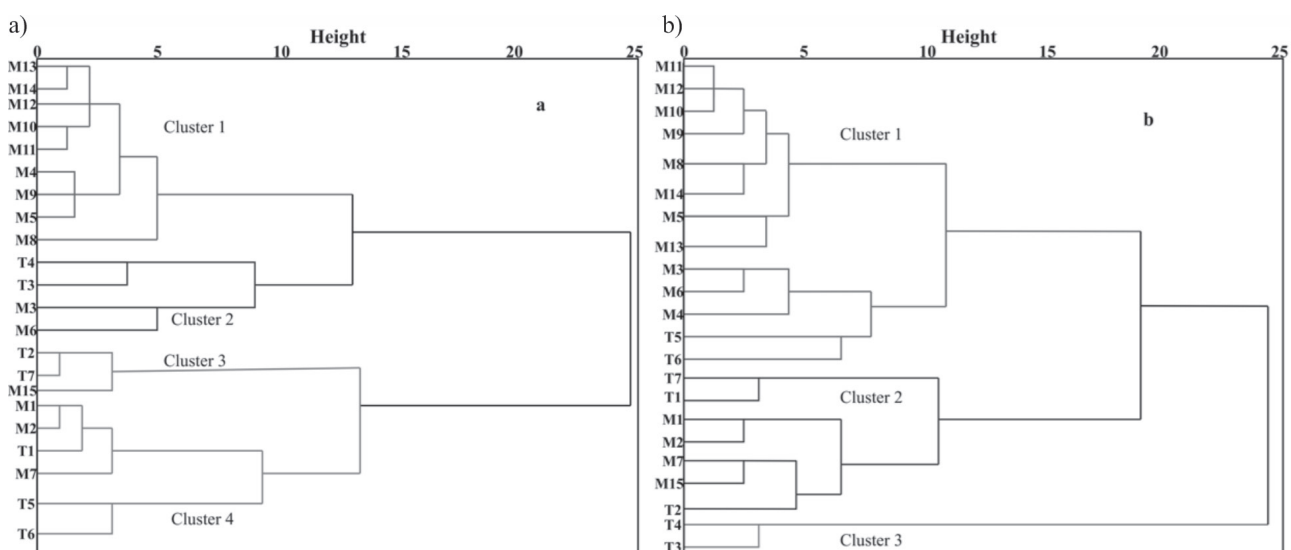 a)
Height
0 5 10 15 20 25
M13
M14
M12
M10
M11
M4
M9
M5
M8
T4
T3
M3
M6
T2
T7
M15
M1
M2
T1
M7
T5
T6
Cluster 1
Cluster 2
Cluster 3
Cluster 4
a
b)
Height
0 5 10 15 20 25
M11
M12
M10
M9
M8
M14
M5
M13
M3
M6
M4
T5
T6
T7
T1
M1
M2
M7
M15
T2
T4
T3
Cluster 1
Cluster 2
Cluster 3
b